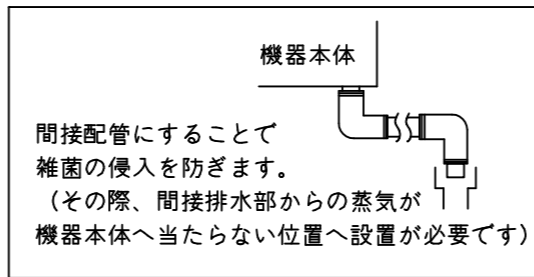 機器本体
間接配管にすることで
雑菌の侵入を防ぎます。
（その際、間接排水部からの蒸気が
機器本体へ当たらない位置へ設置が必要です）